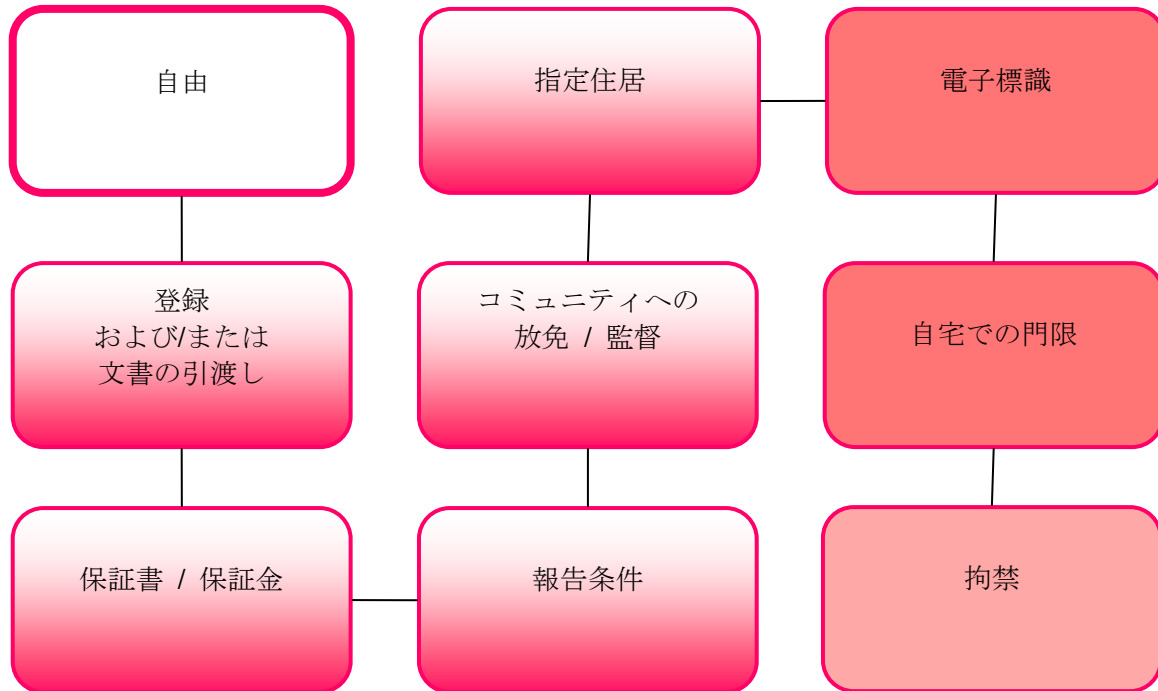 自由
指定住居
電子標識
登録
および/または
文書の引渡し
コミュニティへの
放免 / 監督
自宅での門限
保証書 / 保証金
報告条件
拘禁